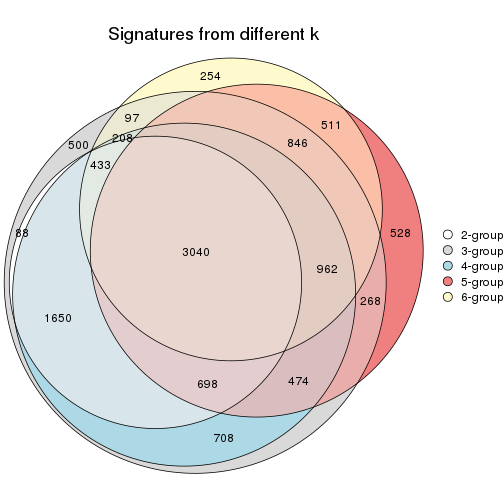 Signatures from different k
254
97
511
208
500
846
433
88
528
3040
962
268
1650
698
474
708
2-group
3-group
4-group
5-group
6-group